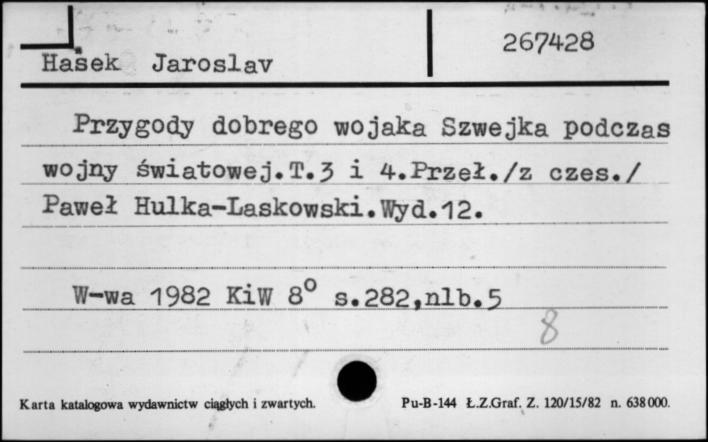 Hašek Jaroslav 267428
Przygody dobrego wojaka Szwejka podczas
wojny światowej.T.3 i 4.Przeł./z czes./
Paweł Hulka-Laskowski.Wyd.12.
W-wa 1982 KiW 8° s.282,nlb.5
8
Karta katalogowa wydawnictw ciągłych i zwartych. Pu-B-144 Ł.Z.Graf. Z. 120/15/82 n. 638000.